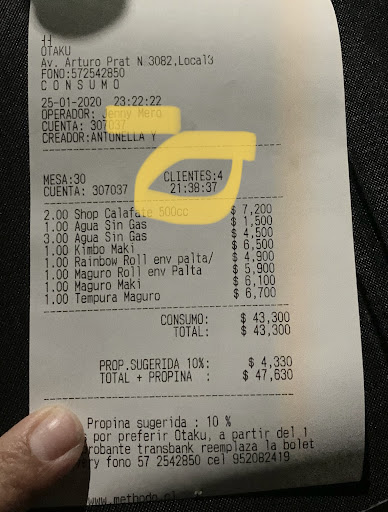 OTAKU
Av. Arturo Prat N 3082,Local3
FONO:572542850
C O N S U M O
25-01-2020 23:22:22
OPERADOR: Jenny Mero
CUENTA: 307037
CREADOR:ANTONELLA Y
MESA:30 CLIENTES:4
CUENTA: 307037 21:38:37
2.00 Shop Calafate 500cc $ 7,200
1.00 Agua Sin Gas $ 1,500
3.00 Agua Sin Gas $ 4,500
1.00 Kimbo Maki $ 6,500
1.00 Rainbow Roll env palta/ $ 4,900
1.00 Maguro Roll env Palta $ 5,900
1.00 Maguro Maki $ 6,100
1.00 Tempura Maguro $ 6,700
CONSUMO: $ 43,300
TOTAL: $ 43,300
PROP.SUGERIDA 10%: $ 4,330
TOTAL + PROPINA : $ 47,630
Propina sugerida : 10 %
s por preferir Otaku, a partir del 1
robante transbank reemplaza la bolet
ery fono 57 2542850 cel 952082419